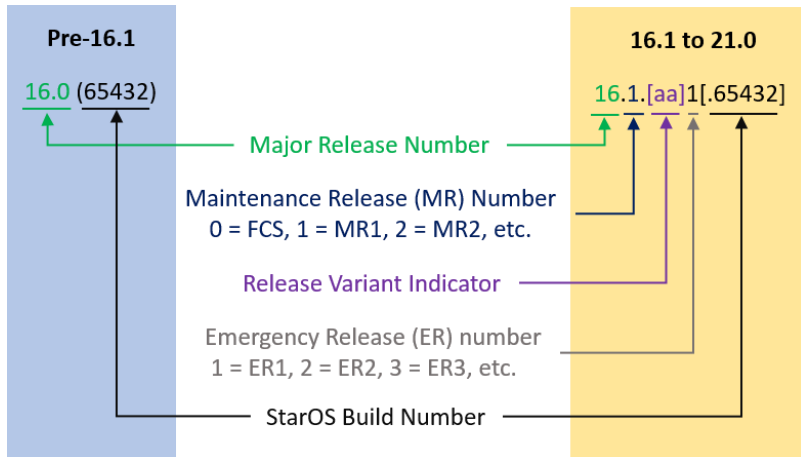 Pre-16.1
16.1 to 21.0
16.0 (65432)
16.1.[aa]1[.65432]
Major Release Number
Maintenance Release (MR) Number
0 = FCS, 1 = MR1, 2 = MR2, etc.
Release Variant Indicator
Emergency Release (ER) number
1 = ER1, 2 = ER2, 3 = ER3, etc.
StarOS Build Number